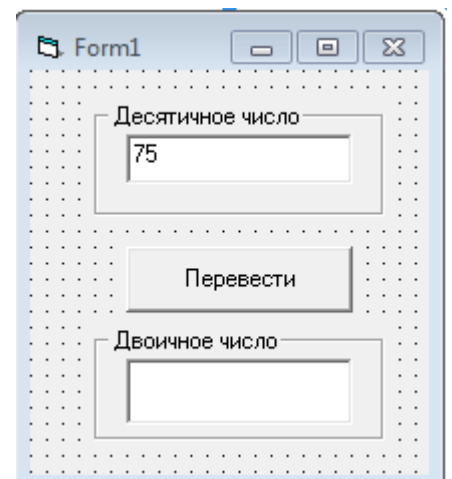 Form1
Десятичное число
75
Перевести
Двоичное число